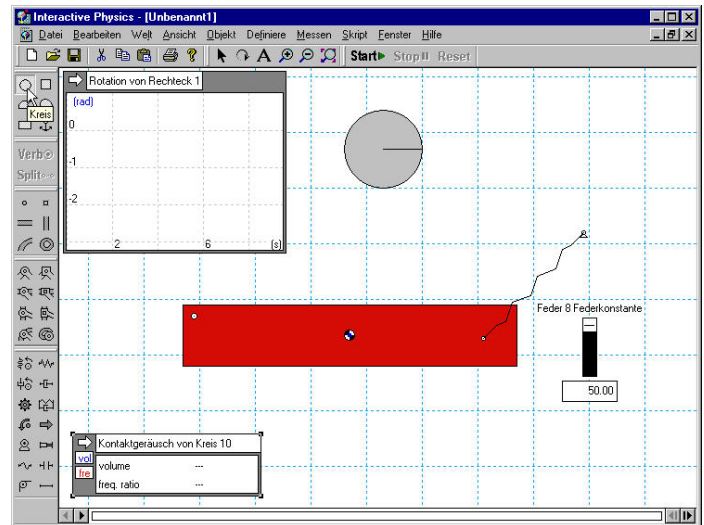 Interactive Physics - [Unbenannt1]
Datei Bearbeiten Welt Ansicht Objekt Definiere Messen Skript Fenster Hilfe
A Start Stop Reset
Rotation von Rechteck 1
(rad)
Kreis
0
Verb
-1
Split
-2
2 6 (s)
Feder 8 Federkonstante
50.00
Kontaktgeräusch von Kreis 10
vol
volume ---
fre
freq. ratio ---